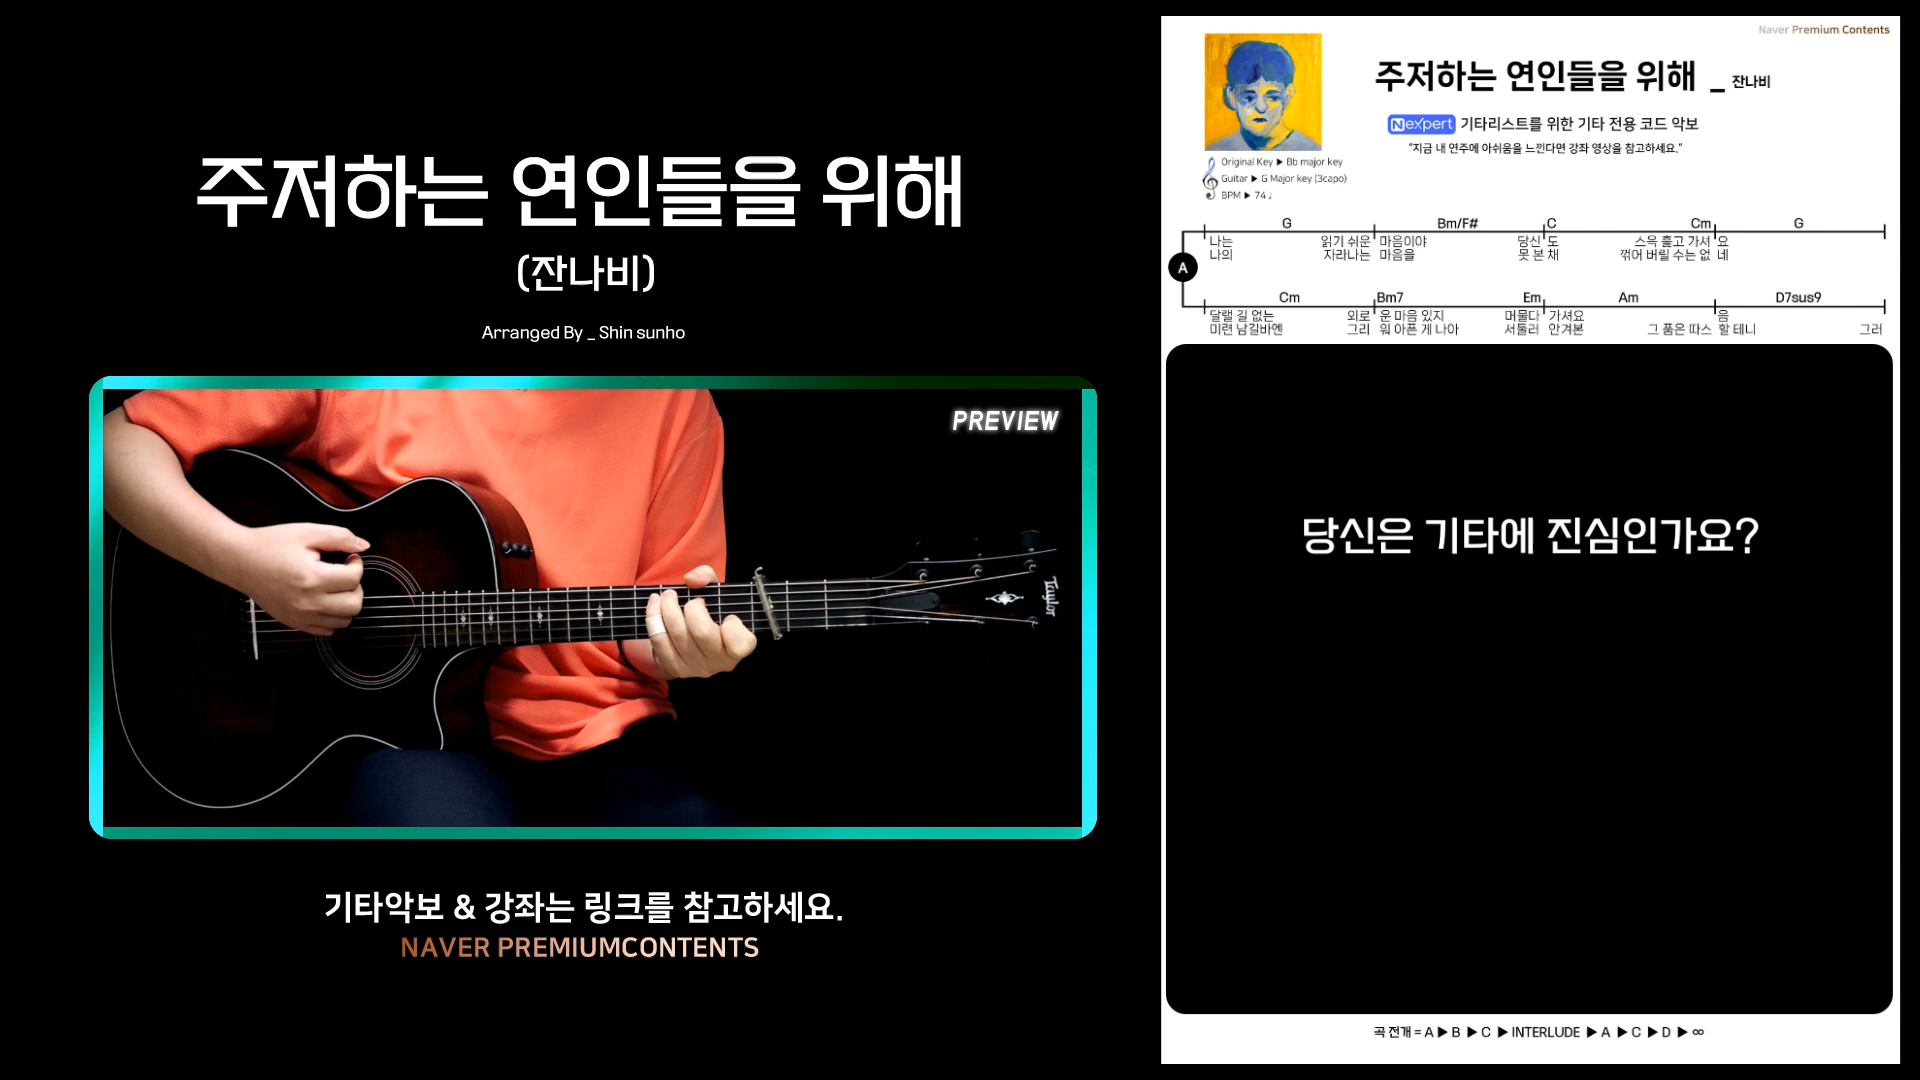 주저하는 연인들을 위해
(잔나비)
Arranged By _ Shin sunho
PREVIEW
Taylor
기타악보 & 강좌는 링크를 참고하세요.
NAVER PREMIUMCONTENTS
Naver Premium Contents
주저하는 연인들을 위해 _ 잔나비
Nexpert 기타리스트를 위한 기타 전용 코드 악보
"지금 내 연주에 아쉬움을 느낀다면 강좌 영상을 참고하세요."
Original Key ▶ Bb major key
Guitar ▶ G Major key (3capo)
BPM ▶ 74 ♩
G Bm/F# C Cm G
나는 읽기 쉬운 마음이야 당신 도 스윽 훑고 가셔 요
나의 자라나는 마음을 못 본 채 꺾어 버릴 수는 없 네
A
Cm Bm7 Em Am D7sus9
달랠 길 없는 외로 운 마음 있지 머물다 가셔요 음
미련 남길바엔 그리 워 아픈 게 나아 서둘러 안겨본 그 품은 따스 할 테니 그러
당신은 기타에 진심인가요?
곡 전개 = A ▶ B ▶ C ▶ INTERLUDE ▶ A ▶ C ▶ D ▶ ∞